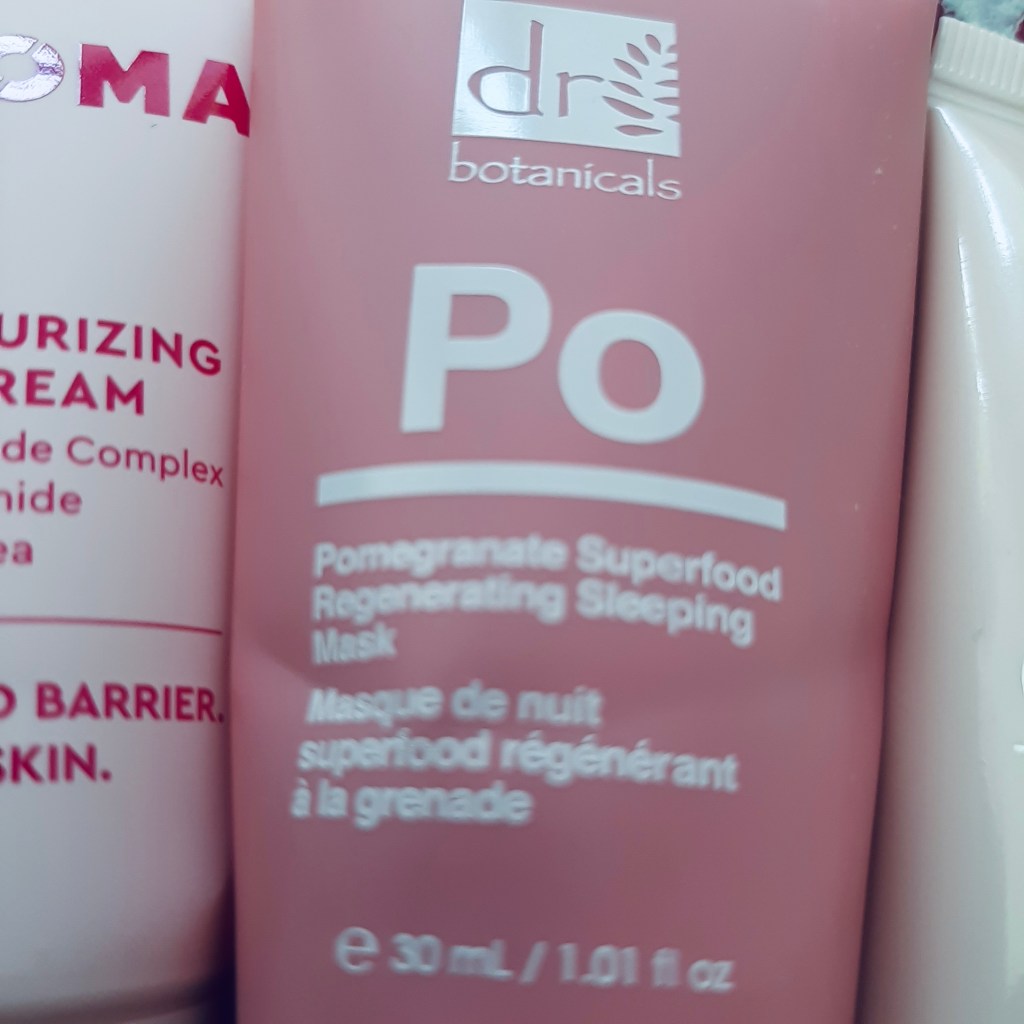 OMA
URIZING
REAM
de Complex
ea
BARRIER.
SKIN.
dr
botanicals
Po
Pomegranate Superfood
Regenerating Sleeping
Mask
Masque de nuit
superfood régénérant
à la grenade
e 30 mL / 1.01 fl oz